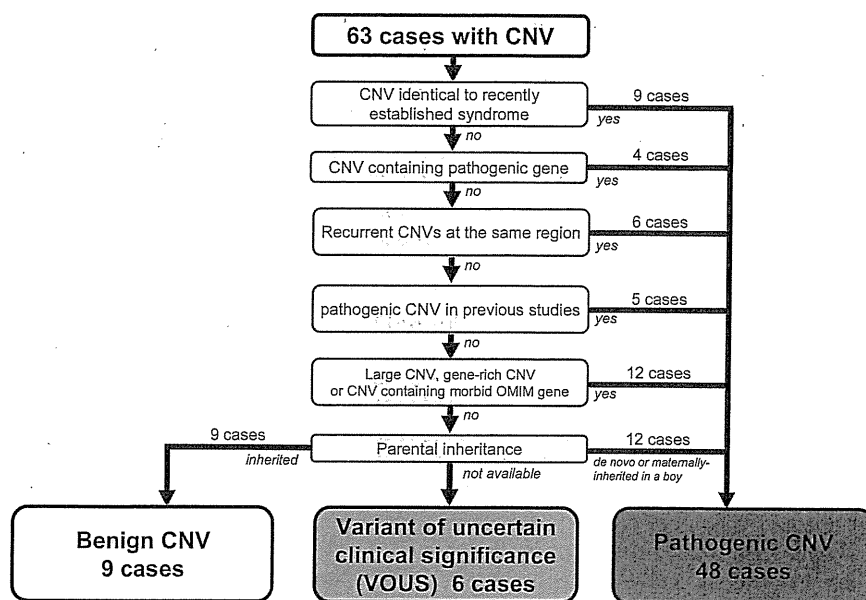 63 cases with CNV
CNV identical to recently
established syndrome
9 cases
yes
no
CNV containing pathogenic gene
4 cases
yes
no
Recurrent CNVs at the same region
6 cases
yes
no
pathogenic CNV in previous studies
5 cases
yes
no
Large CNV, gene-rich CNV
or CNV containing morbid OMIM gene
12 cases
yes
no
9 cases
inherited
Parental inheritance
12 cases
de novo or maternally-
inherited in a boy
not available
Benign CNV
9 cases
Variant of uncertain
clinical significance
(VOUS) 6 cases
Pathogenic CNV
48 cases